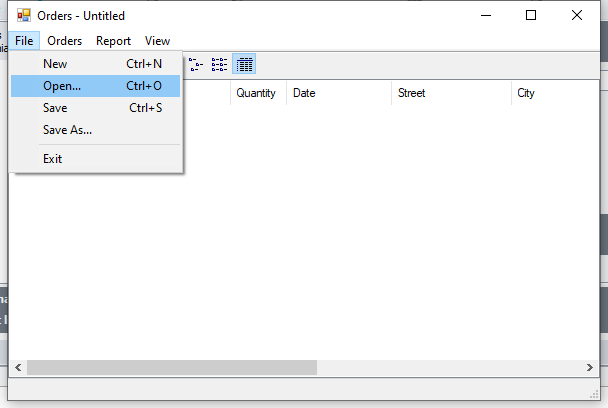 Orders - Untitled
File Orders Report View
New Ctrl+N
Open... Ctrl+O
Save Ctrl+S
Save As...
Exit
Quantity Date Street City